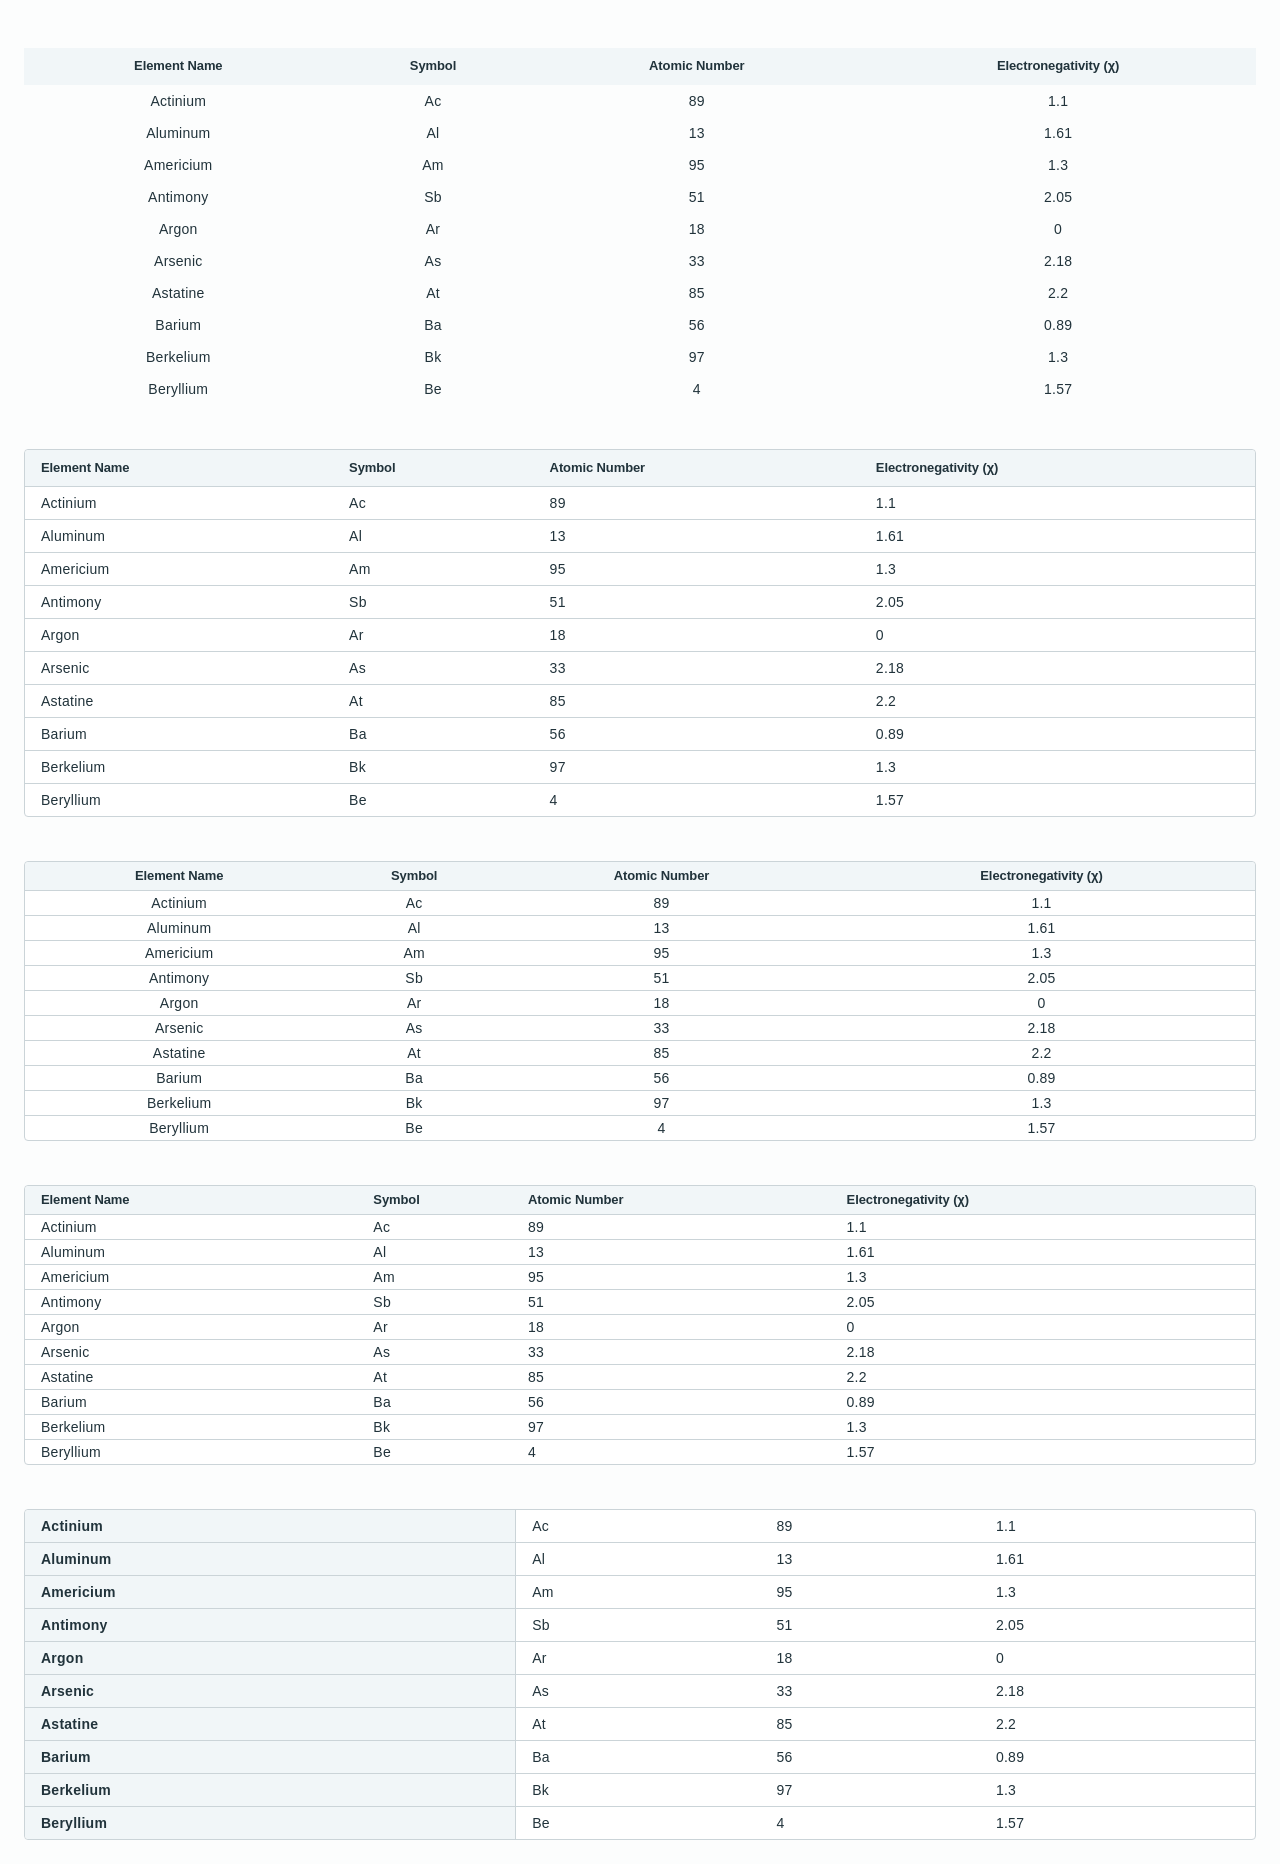 Element Name Symbol Atomic Number Electronegativity (χ)
Actinium Ac 89 1.1
Aluminum Al 13 1.61
Americium Am 95 1.3
Antimony Sb 51 2.05
Argon Ar 18 0
Arsenic As 33 2.18
Astatine At 85 2.2
Barium Ba 56 0.89
Berkelium Bk 97 1.3
Beryllium Be 4 1.57
Element Name Symbol Atomic Number Electronegativity (χ)
Actinium Ac 89 1.1
Aluminum Al 13 1.61
Americium Am 95 1.3
Antimony Sb 51 2.05
Argon Ar 18 0
Arsenic As 33 2.18
Astatine At 85 2.2
Barium Ba 56 0.89
Berkelium Bk 97 1.3
Beryllium Be 4 1.57
Element Name Symbol Atomic Number Electronegativity (χ)
Actinium Ac 89 1.1
Aluminum Al 13 1.61
Americium Am 95 1.3
Antimony Sb 51 2.05
Argon Ar 18 0
Arsenic As 33 2.18
Astatine At 85 2.2
Barium Ba 56 0.89
Berkelium Bk 97 1.3
Beryllium Be 4 1.57
Element Name Symbol Atomic Number Electronegativity (χ)
Actinium Ac 89 1.1
Aluminum Al 13 1.61
Americium Am 95 1.3
Antimony Sb 51 2.05
Argon Ar 18 0
Arsenic As 33 2.18
Astatine At 85 2.2
Barium Ba 56 0.89
Berkelium Bk 97 1.3
Beryllium Be 4 1.57
Actinium Ac 89 1.1
Aluminum Al 13 1.61
Americium Am 95 1.3
Antimony Sb 51 2.05
Argon Ar 18 0
Arsenic As 33 2.18
Astatine At 85 2.2
Barium Ba 56 0.89
Berkelium Bk 97 1.3
Beryllium Be 4 1.57